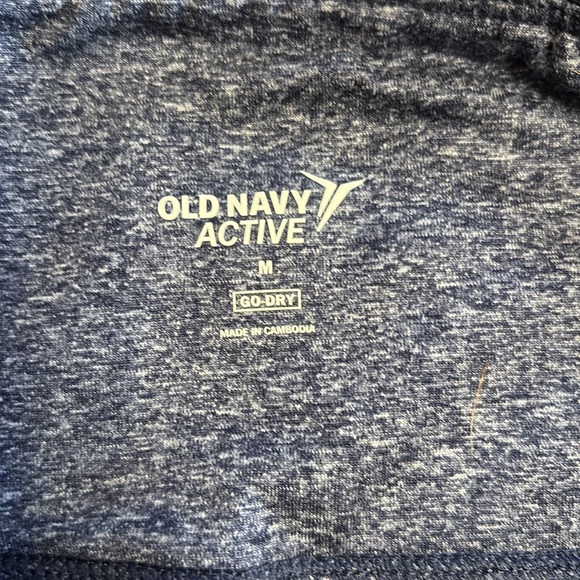 OLD NAVY
ACTIVE
M
GO-DRY
MADE IN CAMBODIA